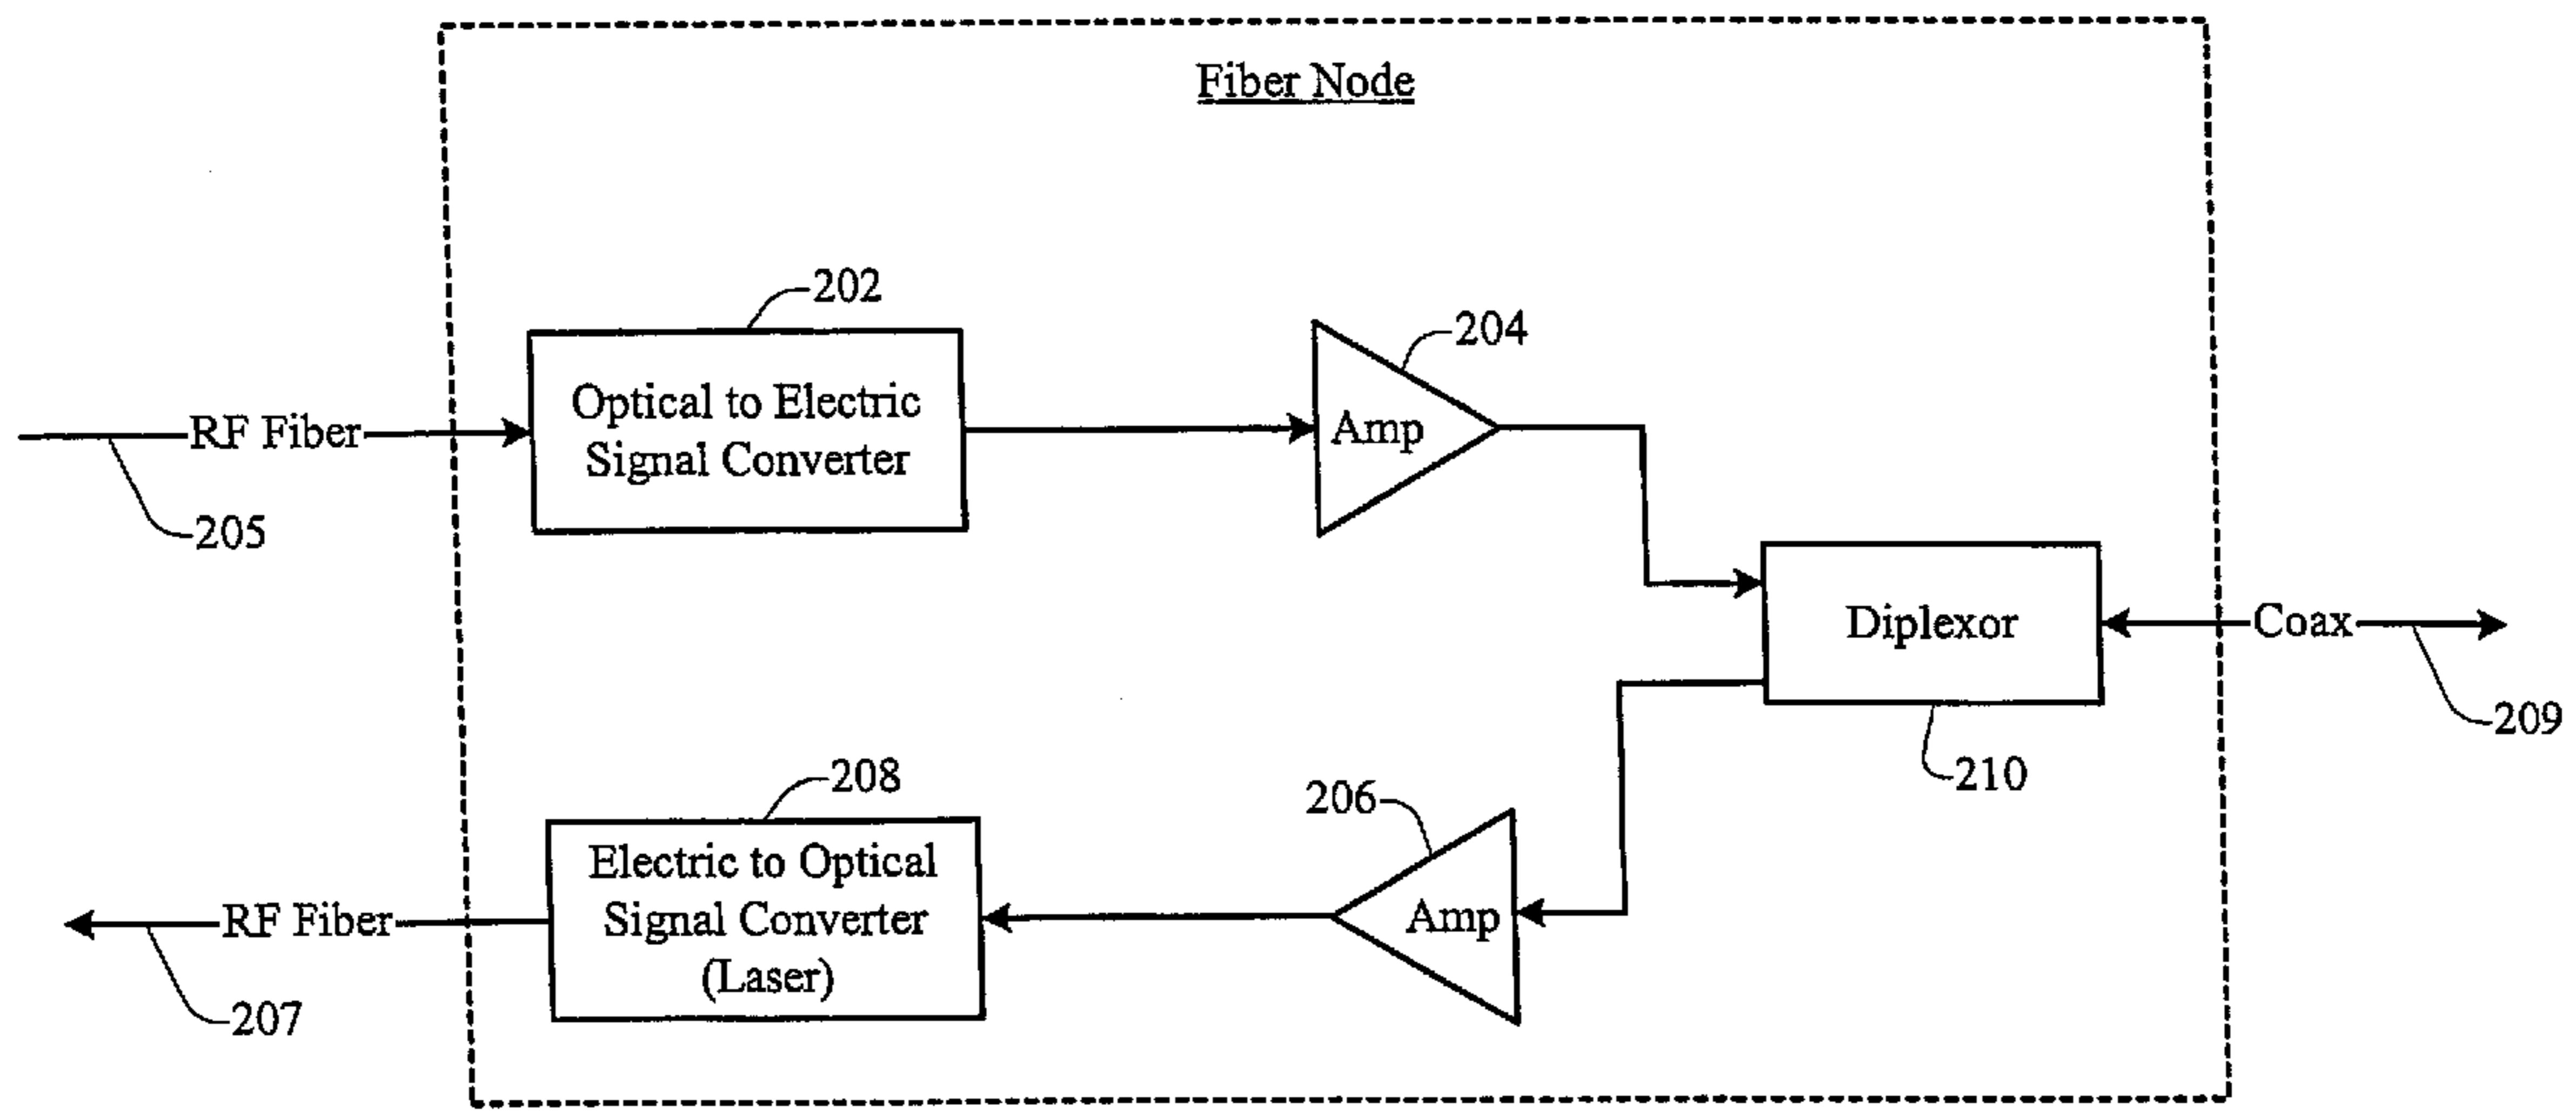 Fiber Node
202
204
Optical to Electric
Signal Converter
Amp
RF Fiber
205
Diplexor
Coax
209
210
208
206
Electric to Optical
Signal Converter
(Laser)
Amp
RF Fiber
207